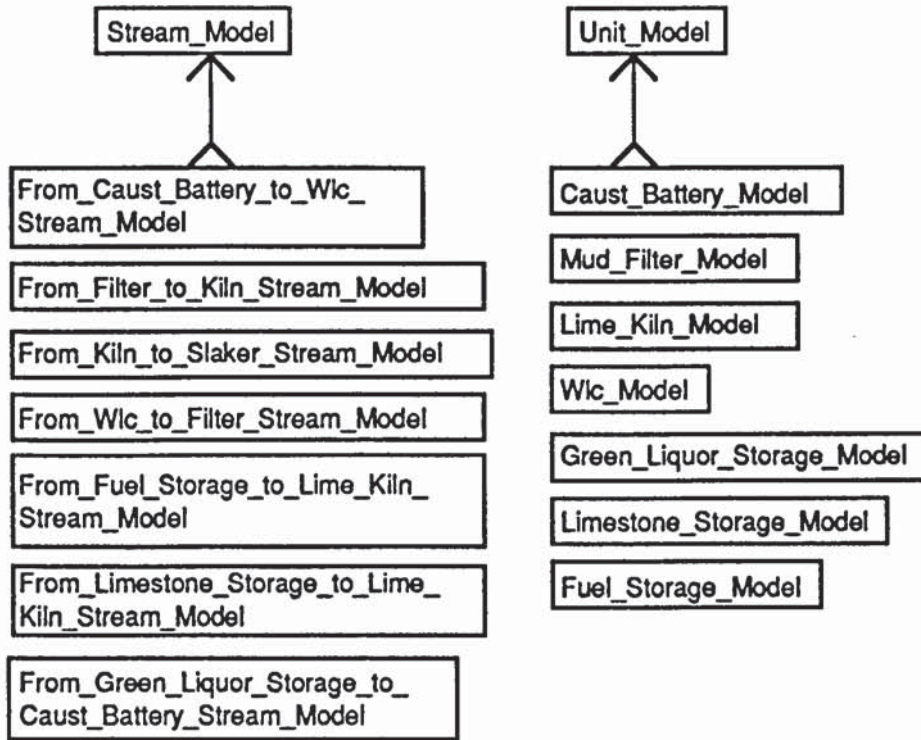 Stream_Model
From_Caust_Battery_to_Wlc_
Stream_Model
From_Filter_to_Kiln_Stream_Model
From_Kiln_to_Slaker_Stream_Model
From_Wlc_to_Filter_Stream_Model
From_Fuel_Storage_to_Lime_Kiln_
Stream_Model
From_Limestone_Storage_to_Lime_
Kiln_Stream_Model
From_Green_Liquor_Storage_to_
Caust_Battery_Stream_Model
Unit_Model
Caust_Battery_Model
Mud_Filter_Model
Lime_Kiln_Model
Wlc_Model
Green_Liquor_Storage_Model
Limestone_Storage_Model
Fuel_Storage_Model